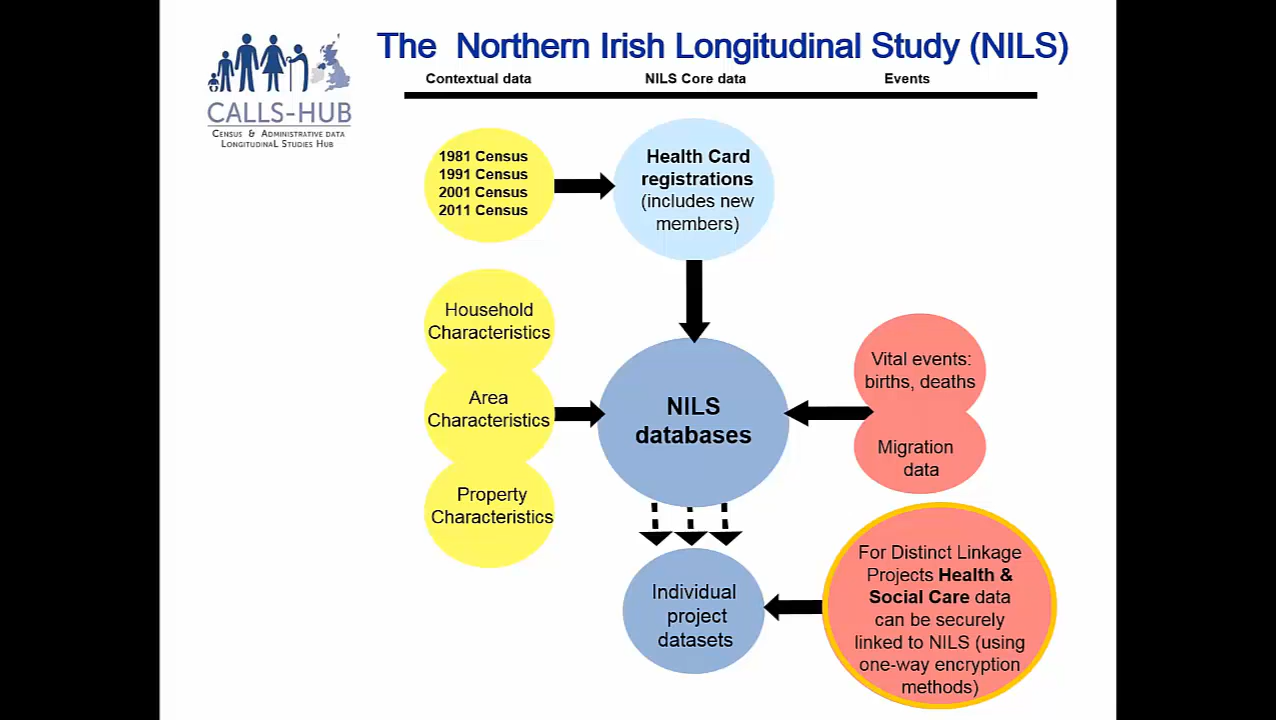 The Northern Irish Longitudinal Study (NILS)
CALLS-HUB
CENSUS & ADMINISTRATIVE DATA
LONGITUDINAL STUDIES HUB
Contextual data
NILS Core data
Events
1981 Census
1991 Census
2001 Census
2011 Census
Health Card
registrations
(includes new
members)
Household
Characteristics
Area
Characteristics
Property
Characteristics
NILS
databases
Vital events:
births, deaths
Migration
data
Individual
project
datasets
For Distinct Linkage
Projects Health &
Social Care data
can be securely
linked to NILS (using
one-way encryption
methods)